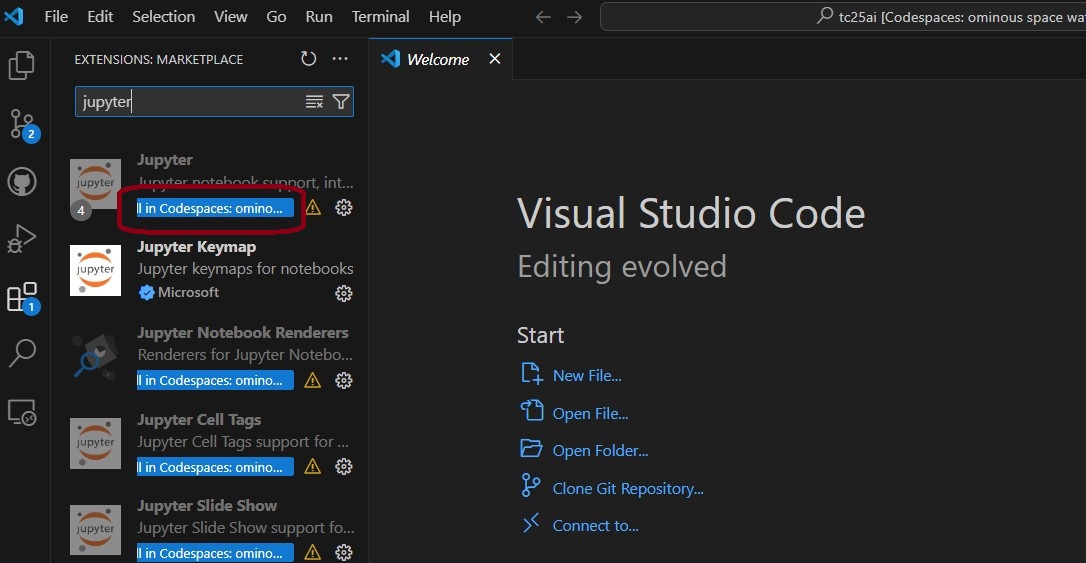 File Edit Selection View Go Run Terminal Help
tc25ai [Codespaces: ominous space wa
EXTENSIONS: MARKETPLACE
Welcome
jupyter
2
Jupyter
jupyter
Jupyter notebook support, int...
4
ll in Codespaces: omino...
Jupyter Keymap
jupyter
Jupyter keymaps for notebooks
Microsoft
1
Jupyter Notebook Renderers
Renderers for Jupyter Notebo...
ll in Codespaces: omino...
Jupyter Cell Tags
jupyter
Jupyter Cell Tags support for ...
ll in Codespaces: omino...
Jupyter Slide Show
jupyter
Jupyter Slide Show support fo...
ll in Codespaces: omino...
Visual Studio Code
Editing evolved
Start
New File...
Open File...
Open Folder...
Clone Git Repository...
Connect to...